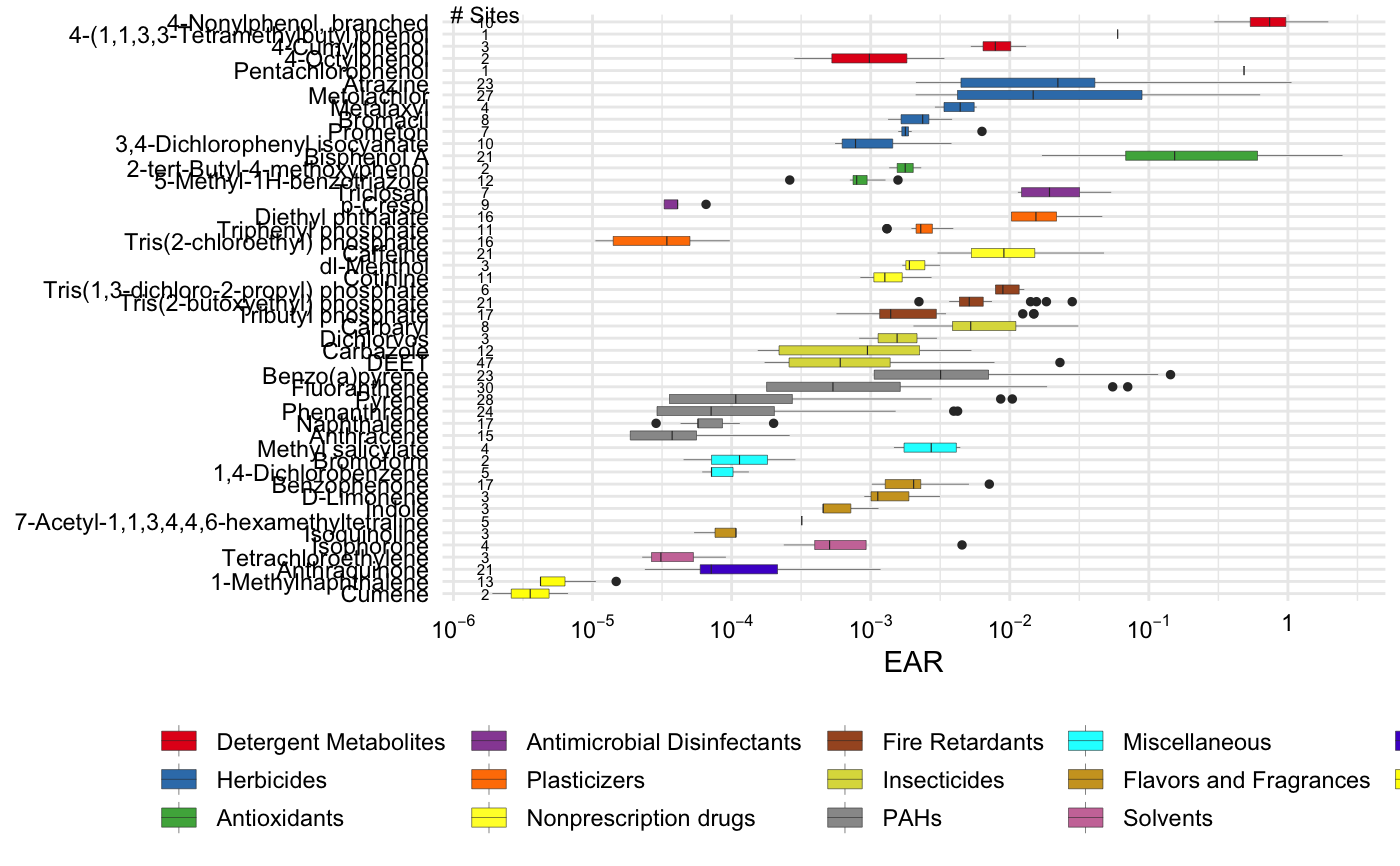 # Sites
4-Nonylphenol, branched 10
4-(1,1,3,3-Tetramethylbutyl)phenol 1
4-Cumylphenol 3
4-Octylphenol 2
Pentachlorophenol 1
Atrazine 23
Metolachlor 27
Metalaxyl 4
Bromacil 8
Prometon 7
3,4-Dichlorophenyl isocyanate 10
Bisphenol A 21
2-tert-Butyl-4-methoxyphenol 2
5-Methyl-1H-benzotriazole 12
Triclosan 7
p-Cresol 9
Diethyl phthalate 16
Triphenyl phosphate 11
Tris(2-chloroethyl) phosphate 16
Caffeine 21
dl-Menthol 3
Cotinine 11
Tris(1,3-dichloro-2-propyl) phosphate 6
Tris(2-butoxyethyl) phosphate 21
Tributyl phosphate 17
Carbaryl 8
Dichlorvos 3
Carbazole 12
DEET 47
Benzo(a)pyrene 23
Fluoranthene 30
Pyrene 28
Phenanthrene 24
Naphthalene 17
Anthracene 15
Methyl salicylate 4
Bromoform 2
1,4-Dichlorobenzene 5
Benzophenone 17
D-Limonene 3
Indole 3
7-Acetyl-1,1,3,4,4,6-hexamethyltetraline 5
Isoquinoline 3
Isophorone 4
Tetrachloroethylene 3
Anthraquinone 21
1-Methylnaphthalene 13
Cumene 2
10⁻⁶ 10⁻⁵ 10⁻⁴ 10⁻³ 10⁻² 10⁻¹ 1
EAR
Detergent Metabolites Antimicrobial Disinfectants Fire Retardants Miscellaneous
Herbicides Plasticizers Insecticides Flavors and Fragrances
Antioxidants Nonprescription drugs PAHs Solvents